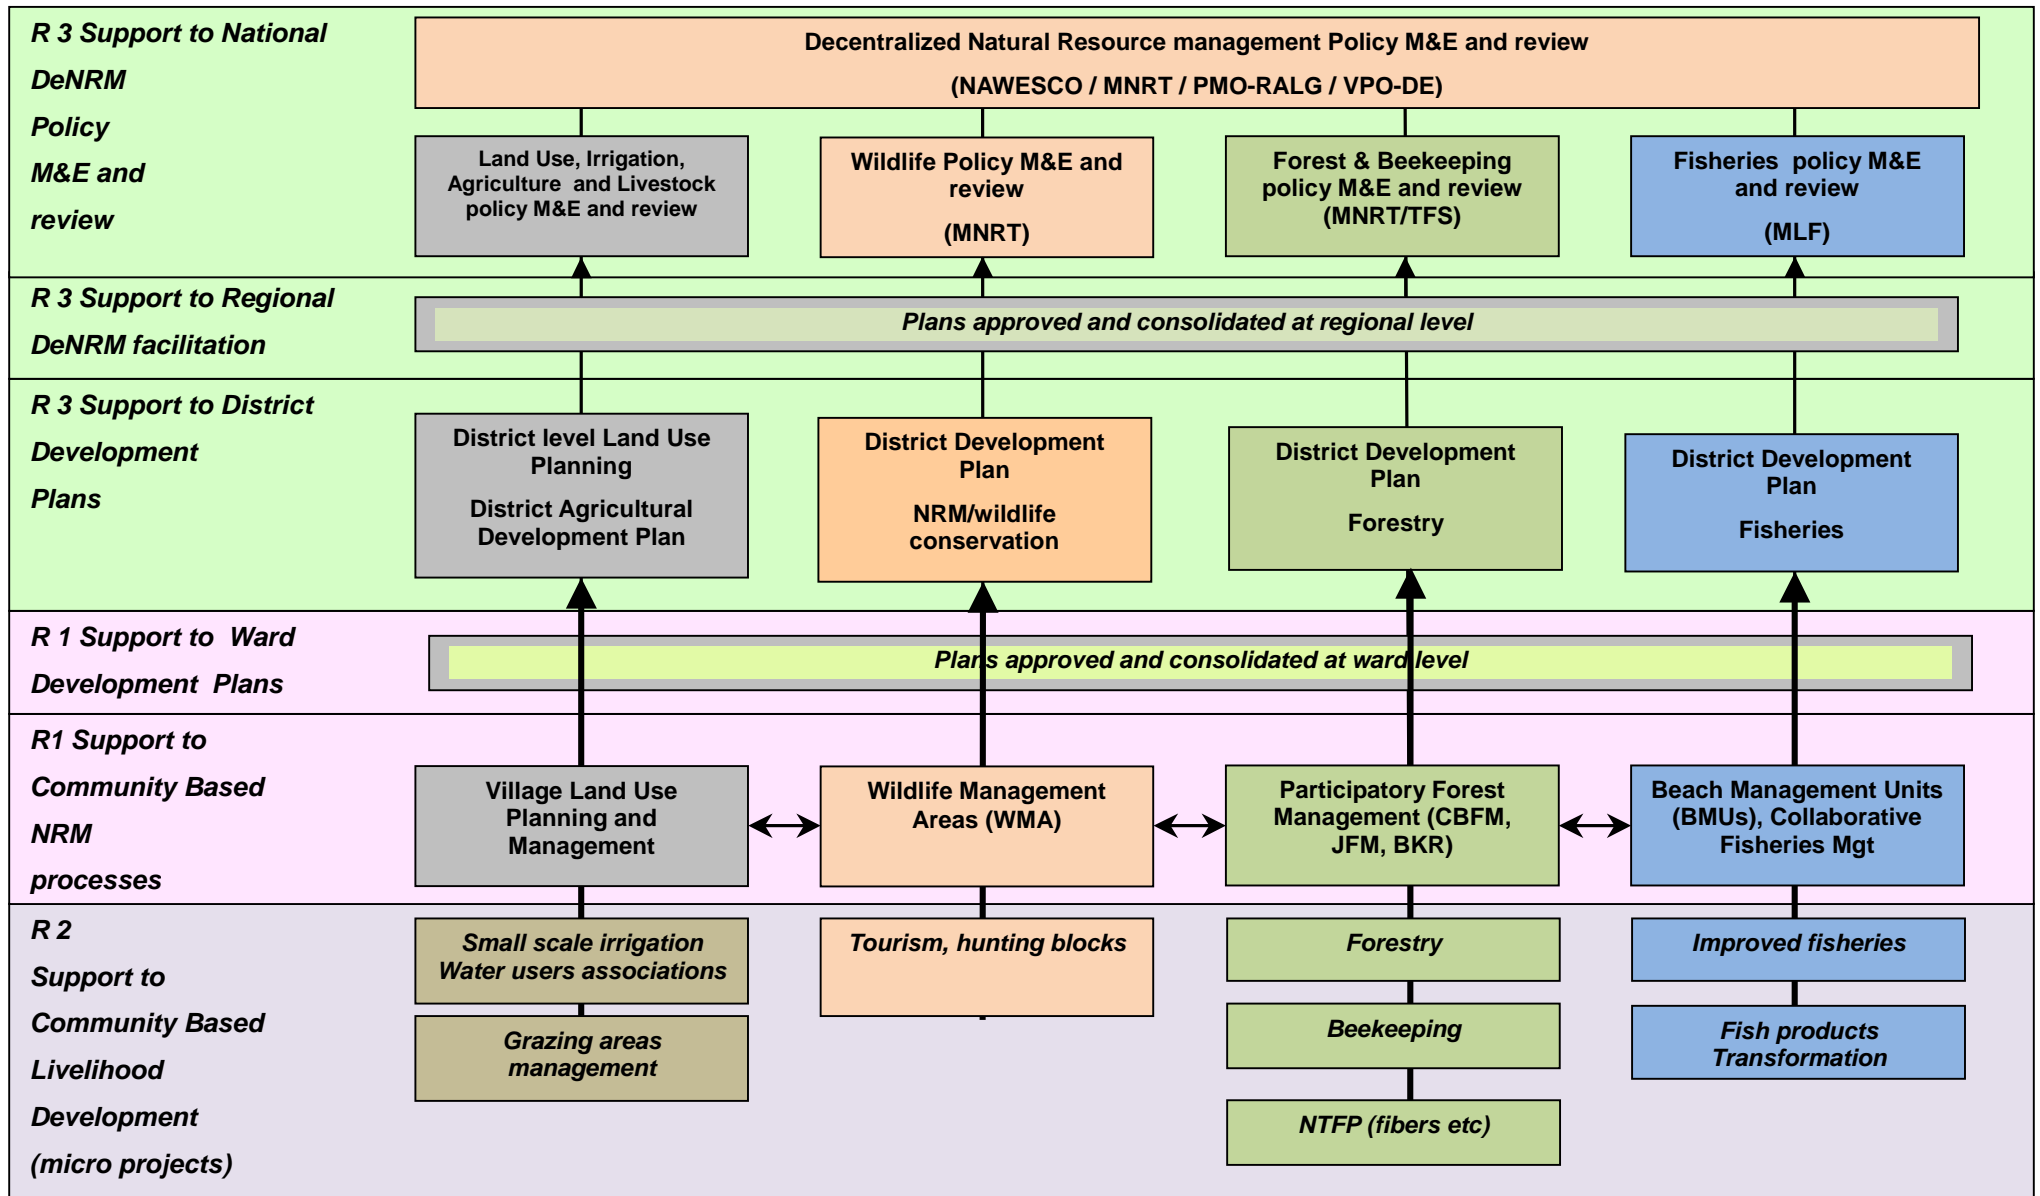 R 3 Support to National
DeNRM
Policy
M&E and
review
Decentralized Natural Resource management Policy M&E and review
(NAWESCO / MNRT / PMO-RALG / VPO-DE)
Land Use, Irrigation,
Agriculture and Livestock
policy M&E and review
Wildlife Policy M&E and
review
(MNRT)
Forest & Beekeeping
policy M&E and review
(MNRT/TFS)
Fisheries policy M&E
and review
(MLF)
R 3 Support to Regional
DeNRM facilitation
Plans approved and consolidated at regional level
R 3 Support to District
Development
Plans
District level Land Use
Planning
District Agricultural
Development Plan
District Development
Plan
NRM/wildlife
conservation
District Development
Plan
Forestry
District Development
Plan
Fisheries
R 1 Support to Ward
Development Plans
Plans approved and consolidated at ward level
R1 Support to
Community Based
NRM
processes
Village Land Use
Planning and
Management
Wildlife Management
Areas (WMA)
Participatory Forest
Management (CBFM,
JFM, BKR)
Beach Management Units
(BMUs), Collaborative
Fisheries Mgt
R 2
Support to
Community Based
Livelihood
Development
(micro projects)
Small scale irrigation
Water users associations
Grazing areas
management
Tourism, hunting blocks
Forestry
Beekeeping
NTFP (fibers etc)
Improved fisheries
Fish products
Transformation